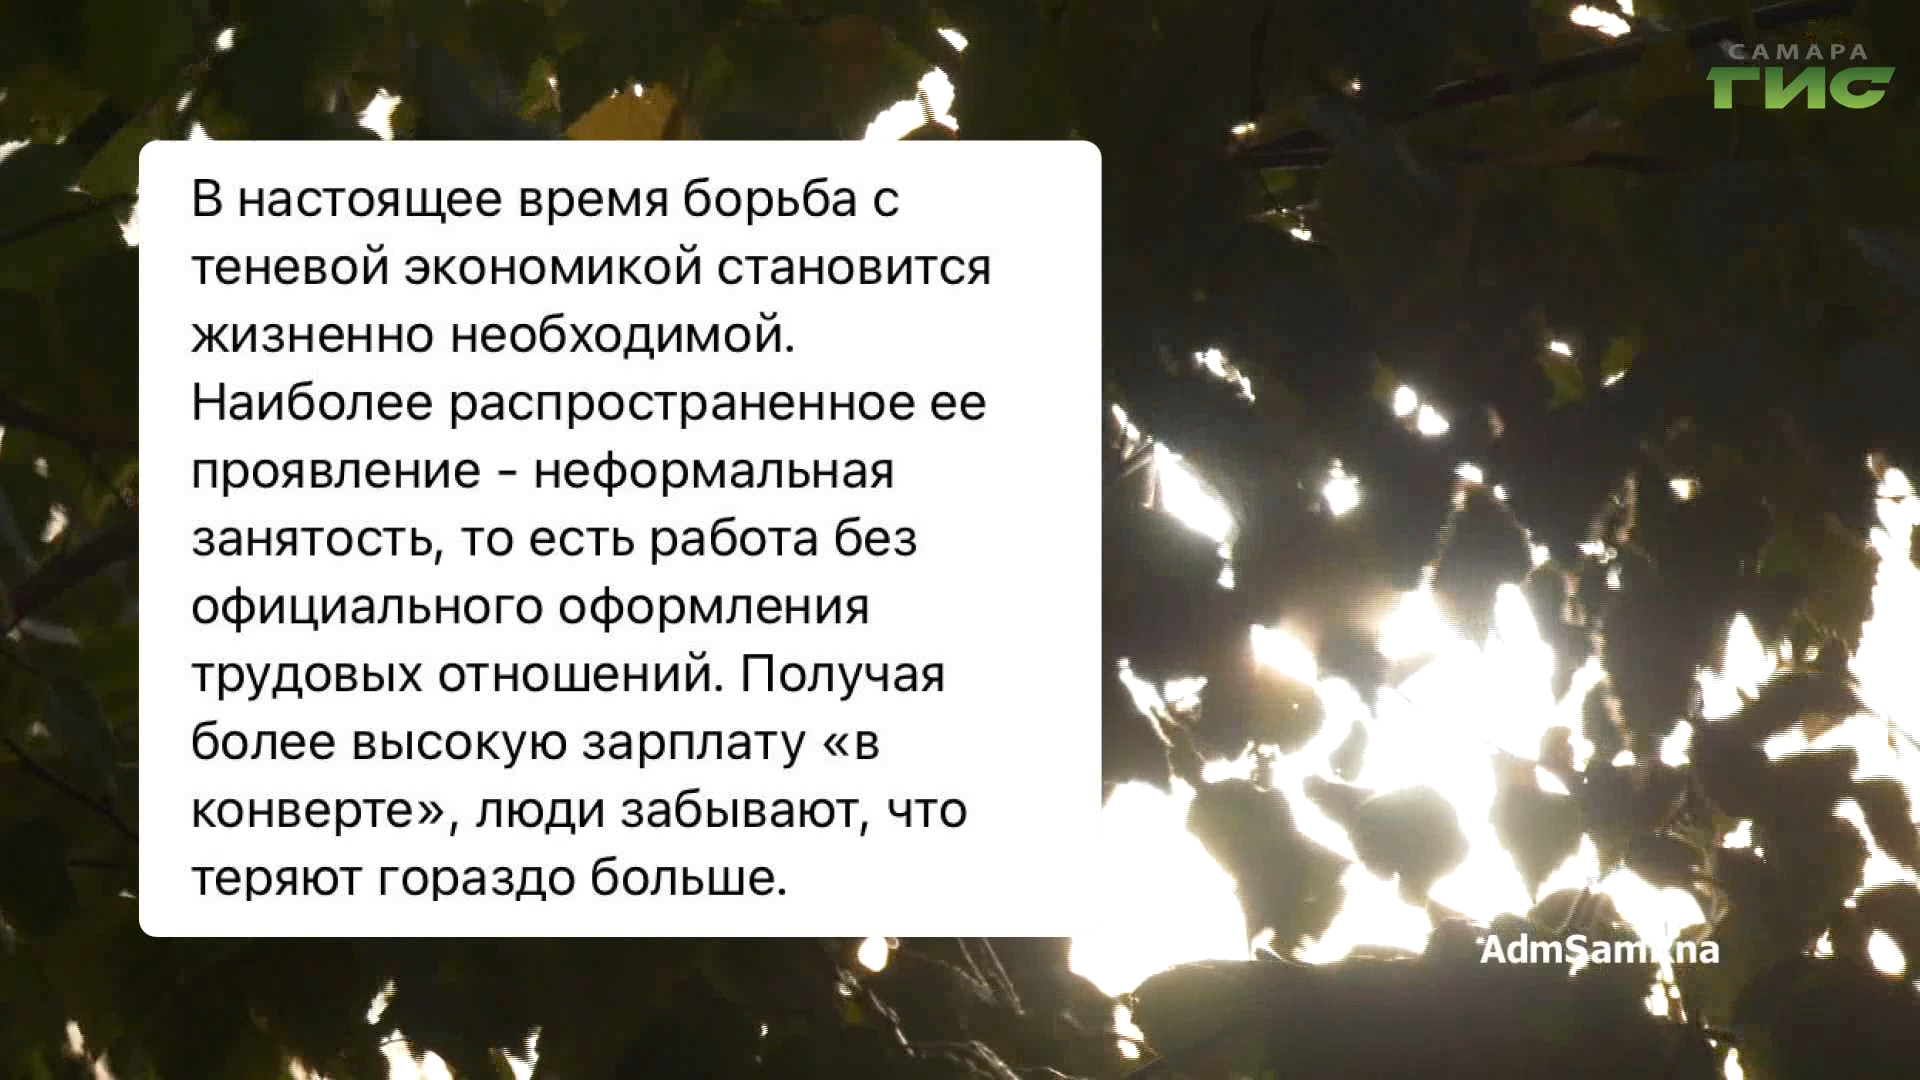 САМАРА
ГИС
В настоящее время борьба с
теневой экономикой становится
жизненно необходимой.
Наиболее распространенное ее
проявление - неформальная
занятость, то есть работа без
официального оформления
трудовых отношений. Получая
более высокую зарплату «в
конверте», люди забывают, что
теряют гораздо больше.